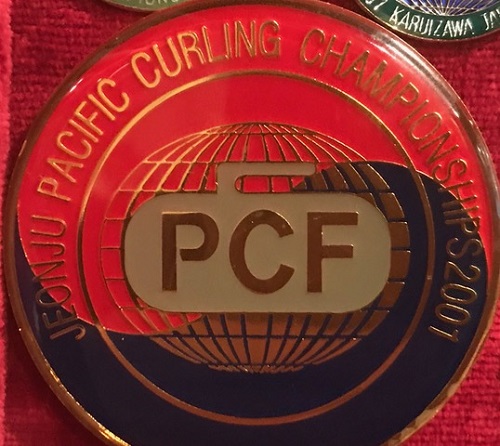 JEONJU PACIFIC CURLING CHAMPIONSHIPS 2001
PCF
KARUIZAWA